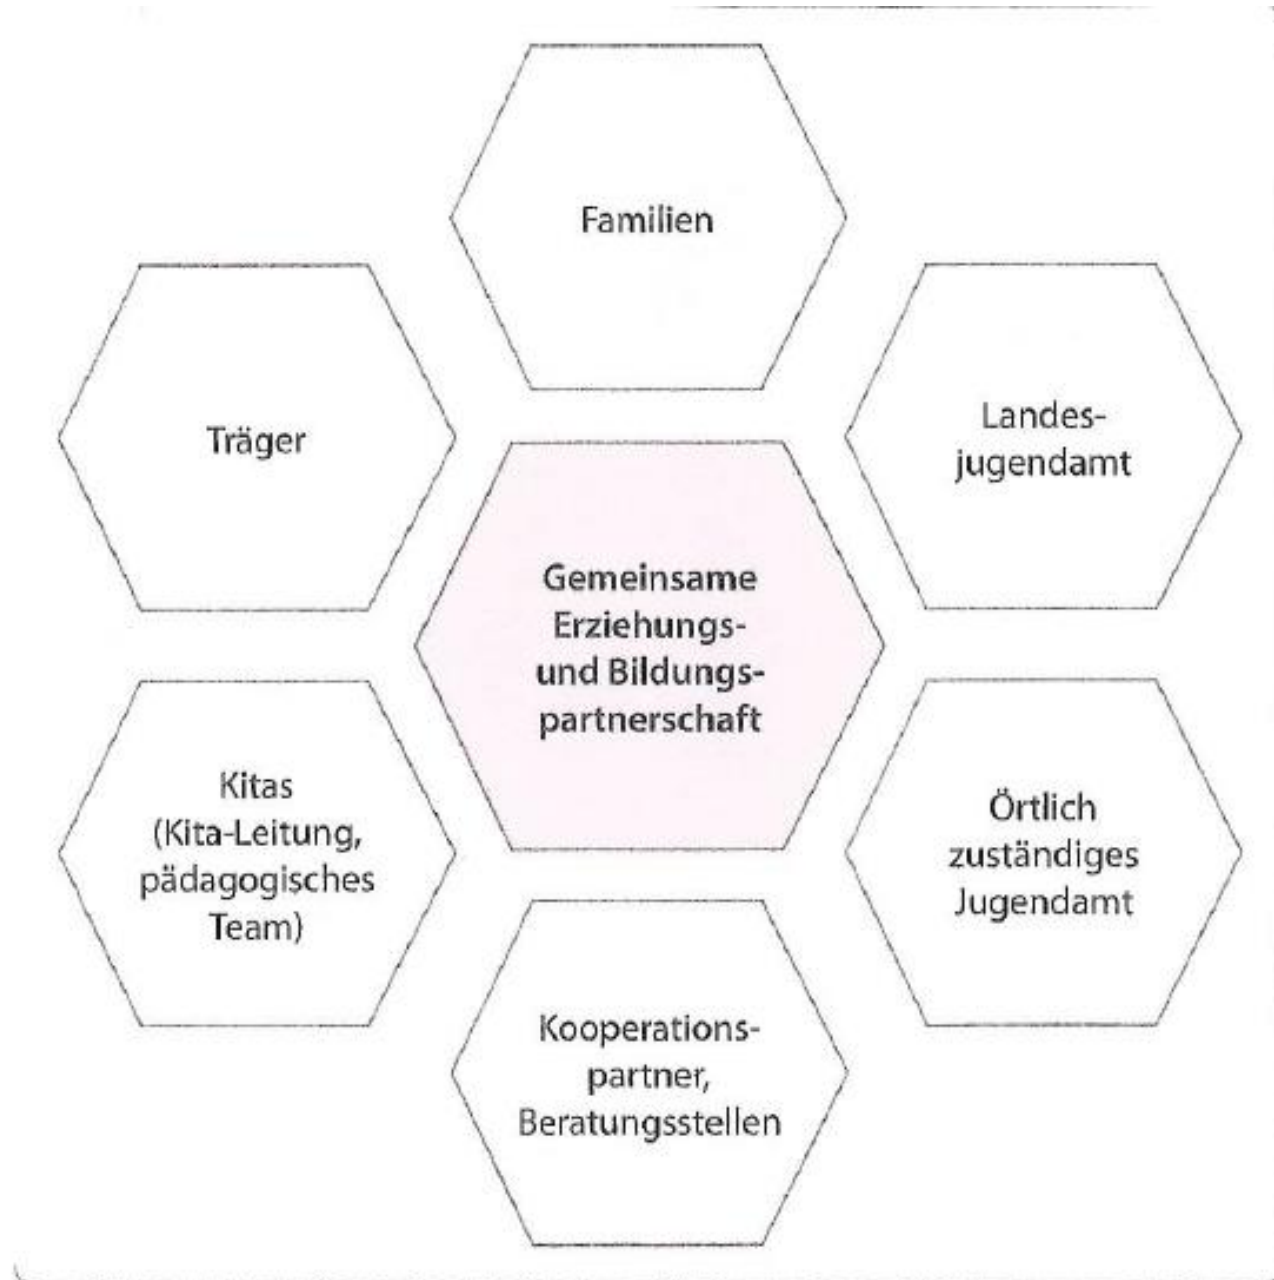 Familien
Träger
Landes-
jugendamt
Gemeinsame
Erziehungs-
und Bildungs-
partnerschaft
Kitas
(Kita-Leitung,
pädagogisches
Team)
Örtlich
zuständiges
Jugendamt
Kooperations-
partner,
Beratungsstellen